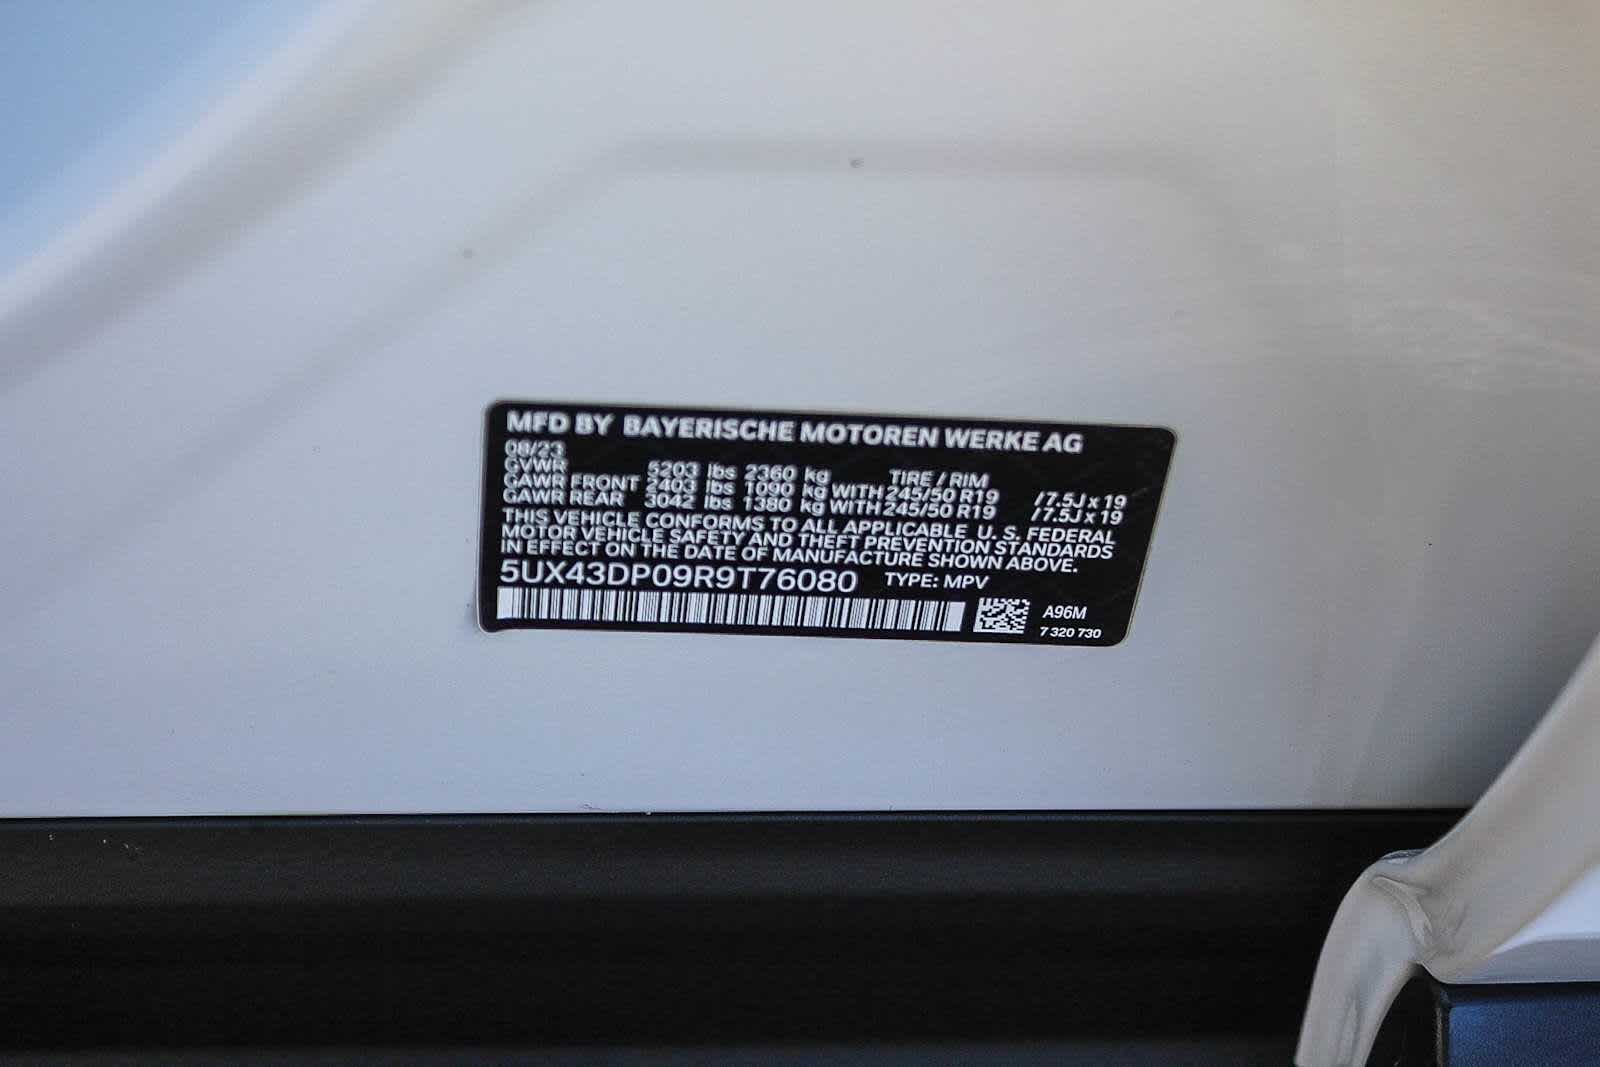 MFD BY BAYERISCHE MOTOREN WERKE AG
08/23
GVWR 5203 lbs 2360 kg TIRE / RIM
GAWR FRONT 2403 lbs 1090 kg WITH 245/50 R19 /7.5J x 19
GAWR REAR 3042 lbs 1380 kg WITH 245/50 R19 /7.5J x 19
THIS VEHICLE CONFORMS TO ALL APPLICABLE U. S. FEDERAL
MOTOR VEHICLE SAFETY AND THEFT PREVENTION STANDARDS
IN EFFECT ON THE DATE OF MANUFACTURE SHOWN ABOVE.
5UX43DP09R9T76080 TYPE: MPV
A96M
7 320 730